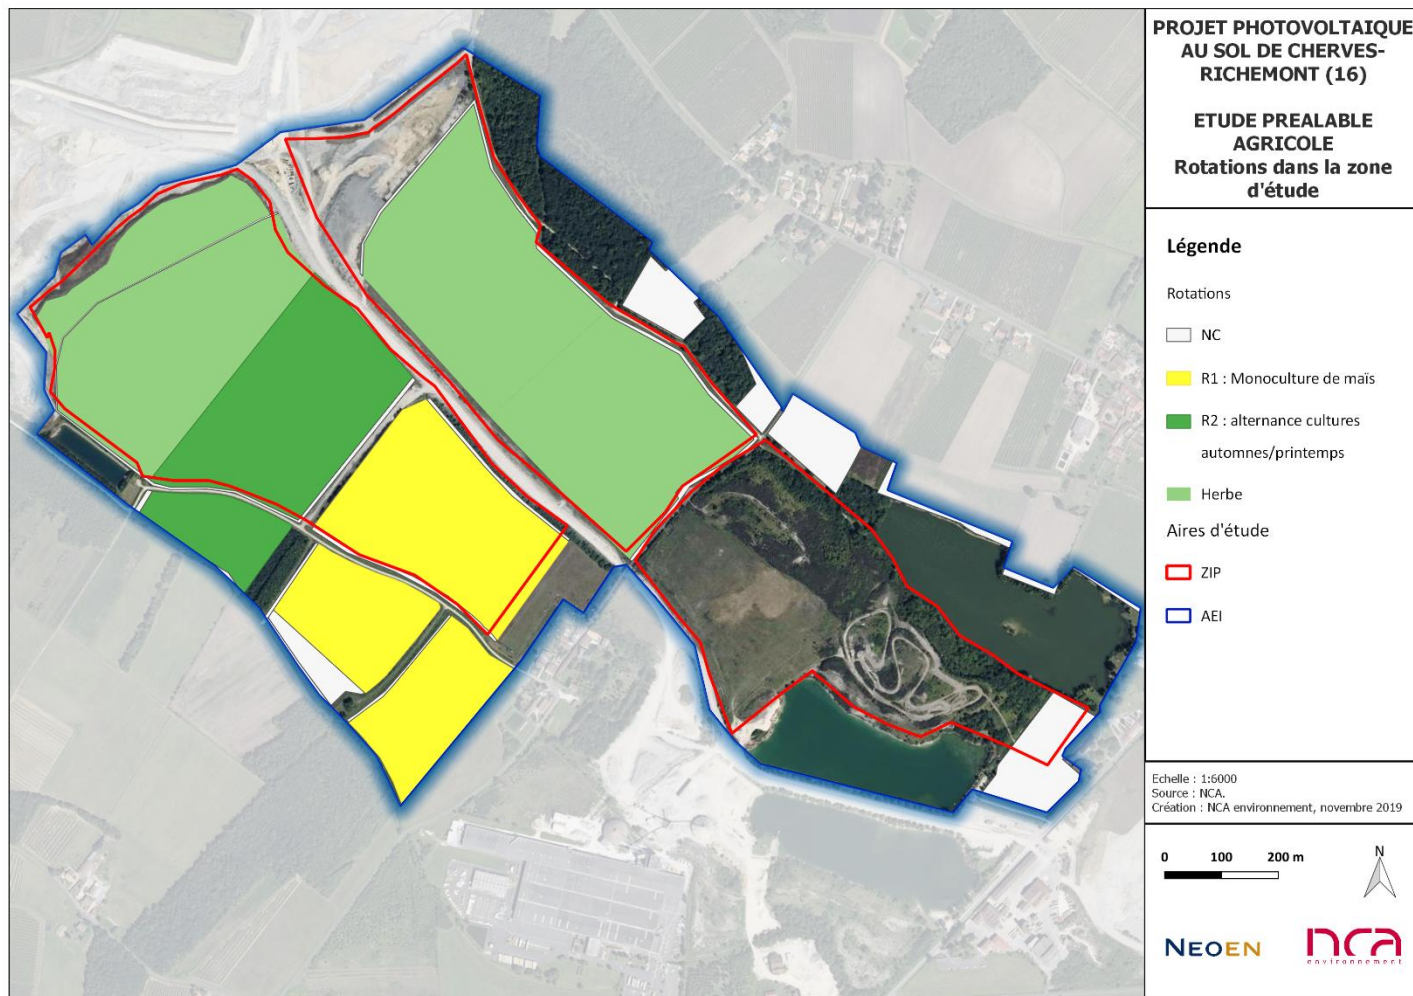 PROJET PHOTOVOLTAIQUE
AU SOL DE CHERVES-
RICHEMONT (16)
ETUDE PREALABLE
AGRICOLE
Rotations dans la zone
d'étude
Légende
Rotations
NC
R1 : Monoculture de maïs
R2 : alternance cultures
automnes/printemps
Herbe
Aires d'étude
ZIP
AEI
Echelle : 1:6000
Source : NCA.
Création : NCA environnement, novembre 2019
0 100 200 m
N
NEOEN
nca
environnement